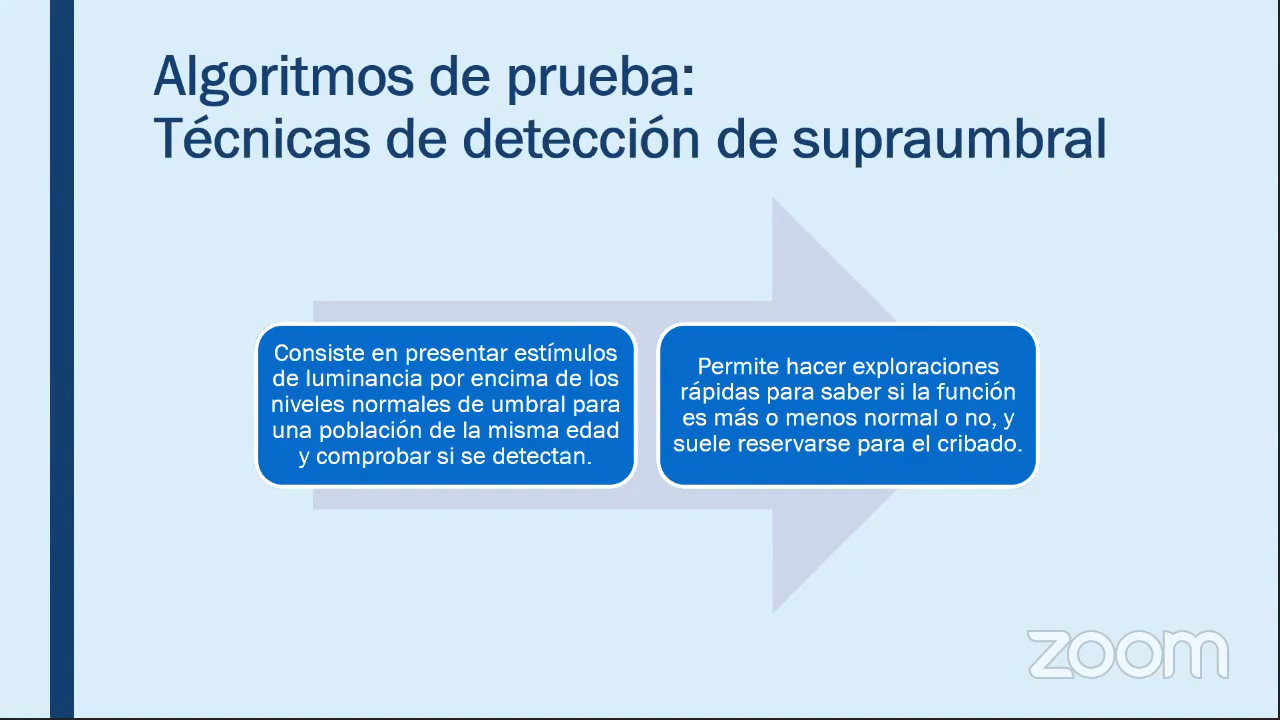 Algoritmos de prueba:
Técnicas de detección de supraumbral
Consiste en presentar estímulos
de luminancia por encima de los
niveles normales de umbral para
una población de la misma edad
y comprobar si se detectan.
Permite hacer exploraciones
rápidas para saber si la función
es más o menos normal o no, y
suele reservarse para el cribado.
zoom